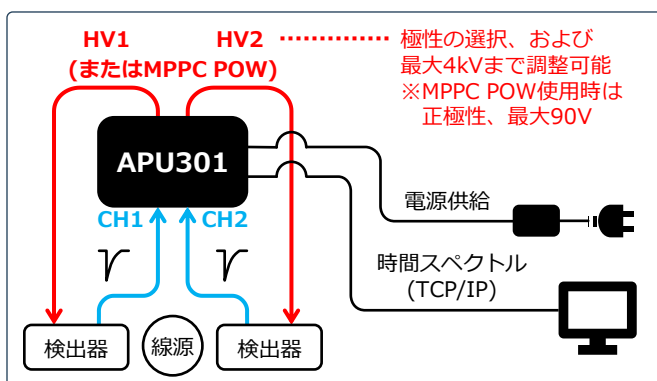 HV1
HV2
(またはMPPC POW)
極性の選択、および
最大4kVまで調整可能
※MPPC POW使用時は
正極性、最大90V
APU301
CH1
CH2
電源供給
時間スペクトル
(TCP/IP)
検出器
線源
検出器